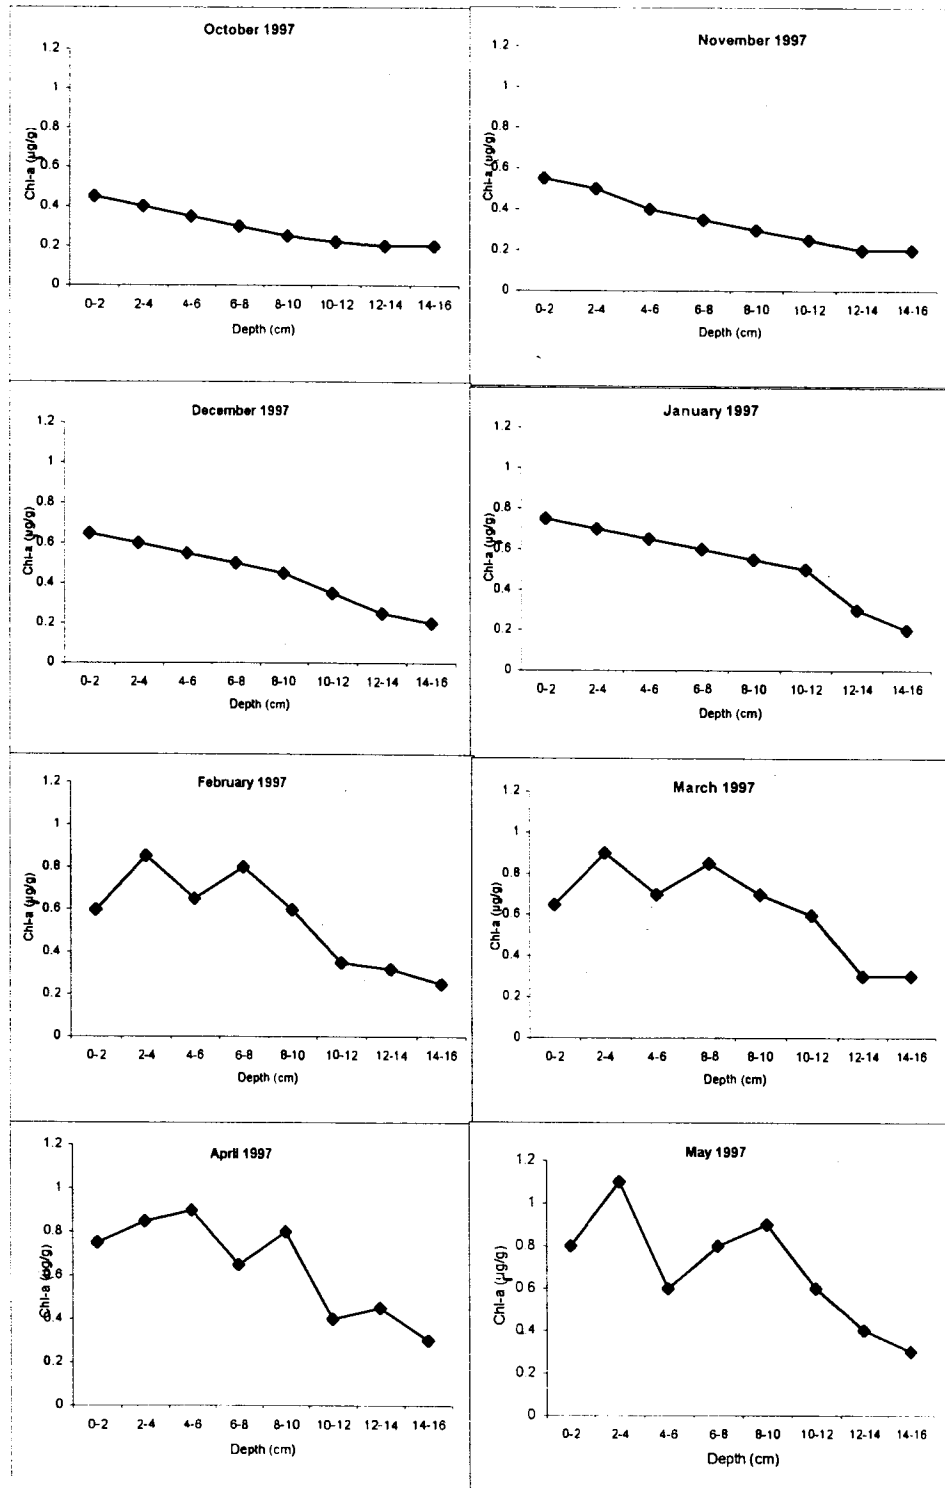 October 1997
1.2
1
0.8
0.6
0.4
0.2
0
Chl-a (µg/g)
0-2 2-4 4-6 6-8 8-10 10-12 12-14 14-16
Depth (cm)
November 1997
1.2
1
0.8
0.6
0.4
0.2
0
Chl-a (µg/g)
0-2 2-4 4-6 6-8 8-10 10-12 12-14 14-16
Depth (cm)
December 1997
1.2
1
0.8
0.6
0.4
0.2
0
Chl-a (µg/g)
0-2 2-4 4-6 6-8 8-10 10-12 12-14 14-16
Depth (cm)
January 1997
1.2
1
0.8
0.6
0.4
0.2
0
Chl-a (µg/g)
0-2 2-4 4-6 6-8 8-10 10-12 12-14 14-16
Depth (cm)
February 1997
1.2
1
0.8
0.6
0.4
0.2
0
Chl-a (µg/g)
0-2 2-4 4-6 6-8 8-10 10-12 12-14 14-16
Depth (cm)
March 1997
1.2
1
0.8
0.6
0.4
0.2
0
Chl-a (µg/g)
0-2 2-4 4-6 6-8 8-10 10-12 12-14 14-16
Depth (cm)
April 1997
1.2
1
0.8
0.6
0.4
0.2
0
Chl-a (µg/g)
0-2 2-4 4-6 6-8 8-10 10-12 12-14 14-16
Depth (cm)
May 1997
1.2
1
0.8
0.6
0.4
0.2
0
Chl-a (µg/g)
0-2 2-4 4-6 6-8 8-10 10-12 12-14 14-16
Depth (cm)